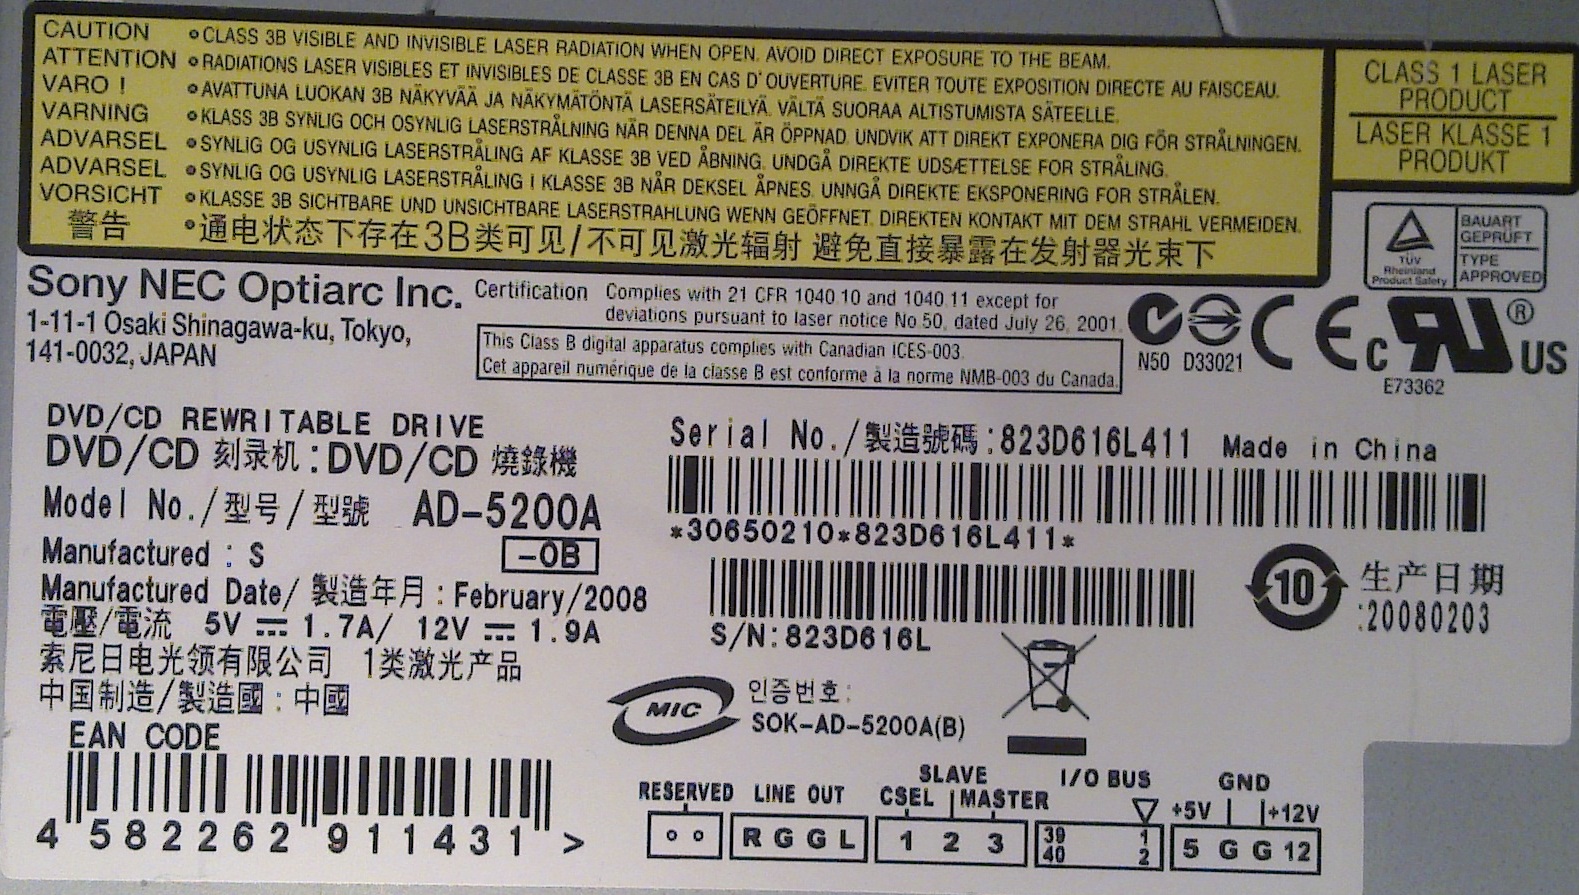 CAUTION •CLASS 3B VISIBLE AND INVISIBLE LASER RADIATION WHEN OPEN. AVOID DIRECT EXPOSURE TO THE BEAM.
ATTENTION •RADIATIONS LASER VISIBLES ET INVISIBLES DE CLASSE 3B EN CAS D'OUVERTURE. EVITER TOUTE EXPOSITION DIRECTE AU FAISCEAU.
VARO ! •AVATTUNA LUOKAN 3B NÄKYVÄÄ JA NÄKYMÄTÖNTÄ LASERSÄTEILYÄ. VÄLTÄ SUORAA ALTISTUMISTA SÄTEELLE.
VARNING •KLASS 3B SYNLIG OCH OSYNLIG LASERSTRÅLNING NÄR DENNA DEL ÄR ÖPPNAD. UNDVIK ATT DIREKT EXPONERA DIG FÖR STRÅLNINGEN.
ADVARSEL •SYNLIG OG USYNLIG LASERSTRÅLING AF KLASSE 3B VED ÅBNING. UNDGÅ DIREKTE UDSÆTTELSE FOR STRÅLING.
ADVARSEL •SYNLIG OG USYNLIG LASERSTRÅLING I KLASSE 3B NÅR DEKSEL ÅPNES. UNNGÅ DIREKTE EKSPONERING FOR STRÅLEN.
VORSICHT •KLASSE 3B SICHTBARE UND UNSICHTBARE LASERSTRAHLUNG WENN GEÖFFNET. DIREKTEN KONTAKT MIT DEM STRAHL VERMEIDEN.
警告 •通电状态下存在3B类可见/不可见激光辐射 避免直接暴露在发射器光束下
CLASS 1 LASER
PRODUCT
LASER KLASSE 1
PRODUKT
TÜV
Rheinland
Product Safety
BAUART
GEPRÜFT
TYPE
APPROVED
Sony NEC Optiarc Inc.
1-11-1 Osaki Shinagawa-ku, Tokyo,
141-0032, JAPAN
Certification Complies with 21 CFR 1040.10 and 1040.11 except for
deviations pursuant to laser notice No.50, dated July 26, 2001.
This Class B digital apparatus complies with Canadian ICES-003.
Cet appareil numérique de la classe B est conforme à la norme NMB-003 du Canada.
N50 D33021
CE
c RU ® US
E73362
DVD/CD REWRITABLE DRIVE
DVD/CD 刻录机:DVD/CD 燒錄機
Model No./型号/型號 AD-5200A
Manufactured : S -0B
Manufactured Date/ 製造年月:February/2008
電壓/電流 5V ⎓ 1.7A/ 12V ⎓ 1.9A
索尼日电光领有限公司 1类激光产品
中国制造/製造國:中國
Serial No./製造號碼:823D616L411 Made in China
*30650210*823D616L411*
S/N:823D616L
10
生产日期
:20080203
MIC
인증번호:
SOK-AD-5200A(B)
EAN CODE
4 582262 911431 >
RESERVED LINE OUT CSEL SLAVE MASTER I/O BUS +5V GND +12V
R G G L 1 2 3 39 40 1 2 5 G G 12